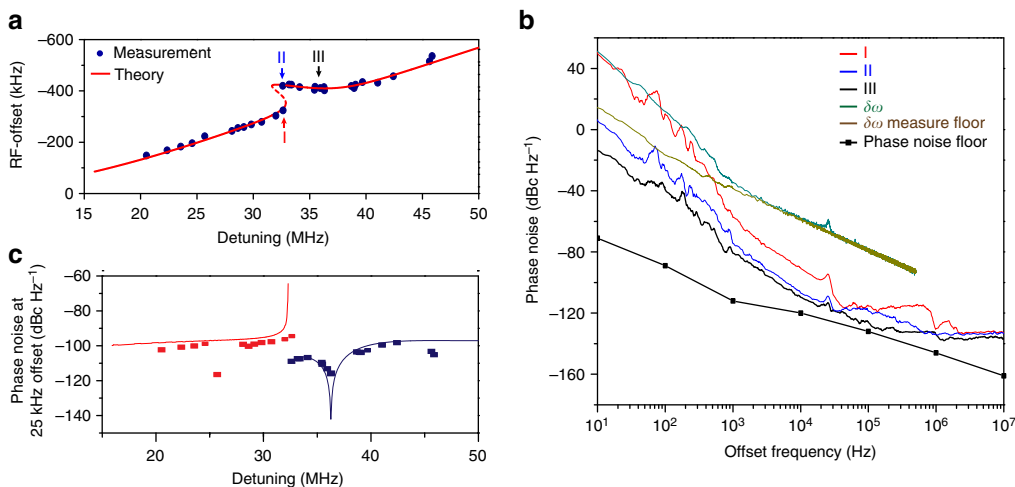 a
−600
−400
−200
0
RF-offset (kHz)
Measurement
Theory
II
III
I
15 20 25 30 35 40 45 50
Detuning (MHz)
c
−60
−80
−100
−120
−140
Phase noise at
25 kHz offset (dBc Hz⁻¹)
20 30 40 50
Detuning (MHz)
b
40
0
−40
−80
−120
−160
Phase noise (dBc Hz⁻¹)
I
II
III
δω
δω measure floor
Phase noise floor
10¹ 10² 10³ 10⁴ 10⁵ 10⁶ 10⁷
Offset frequency (Hz)